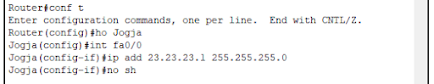 Router#conf t
Enter configuration commands, one per line. End with CNTL/Z.
Router(config)#ho Jogja
Jogja(config)#int fa0/0
Jogja(config-if)#ip add 23.23.23.1 255.255.255.0
Jogja(config-if)#no sh